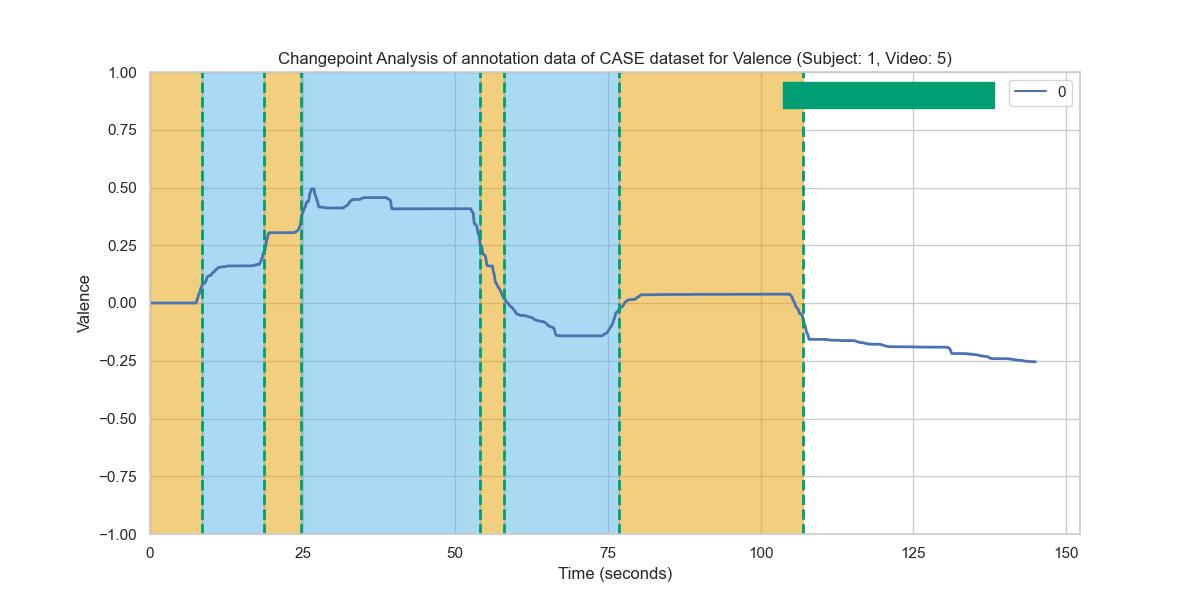 Changepoint Analysis of annotation data of CASE dataset for Valence (Subject: 1, Video: 5)
1.00
0.75
0.50
0.25
0.00
−0.25
−0.50
−0.75
−1.00
Valence
0
0 25 50 75 100 125 150
Time (seconds)